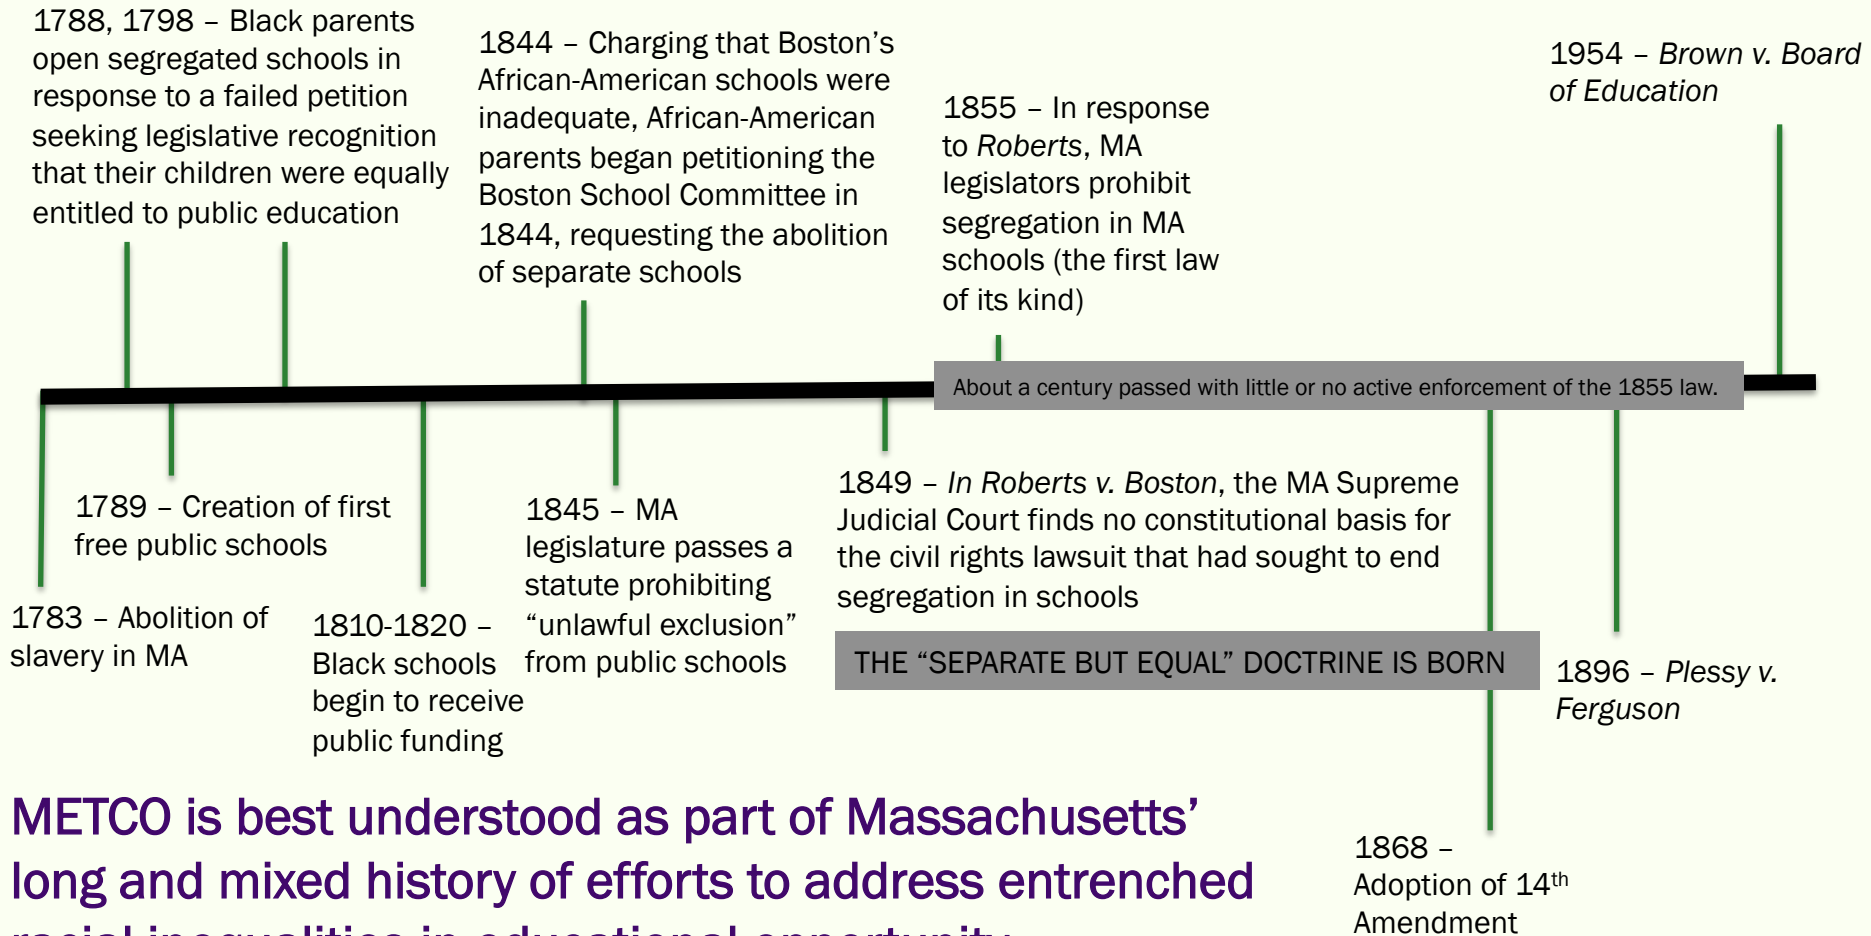 1788, 1798 – Black parents
open segregated schools in
response to a failed petition
seeking legislative recognition
that their children were equally
entitled to public education
1844 – Charging that Boston’s
African-American schools were
inadequate, African-American
parents began petitioning the
Boston School Committee in
1844, requesting the abolition
of separate schools
1855 – In response
to Roberts, MA
legislators prohibit
segregation in MA
schools (the first law
of its kind)
1954 – Brown v. Board
of Education
About a century passed with little or no active enforcement of the 1855 law.
1783 – Abolition of
slavery in MA
1789 – Creation of first
free public schools
1810-1820 –
Black schools
begin to receive
public funding
1845 – MA
legislature passes a
statute prohibiting
“unlawful exclusion”
from public schools
1849 – In Roberts v. Boston, the MA Supreme
Judicial Court finds no constitutional basis for
the civil rights lawsuit that had sought to end
segregation in schools
THE “SEPARATE BUT EQUAL” DOCTRINE IS BORN
1868 –
Adoption of 14th
Amendment
1896 – Plessy v.
Ferguson
METCO is best understood as part of Massachusetts’
long and mixed history of efforts to address entrenched
racial inequalities in educational opportunity